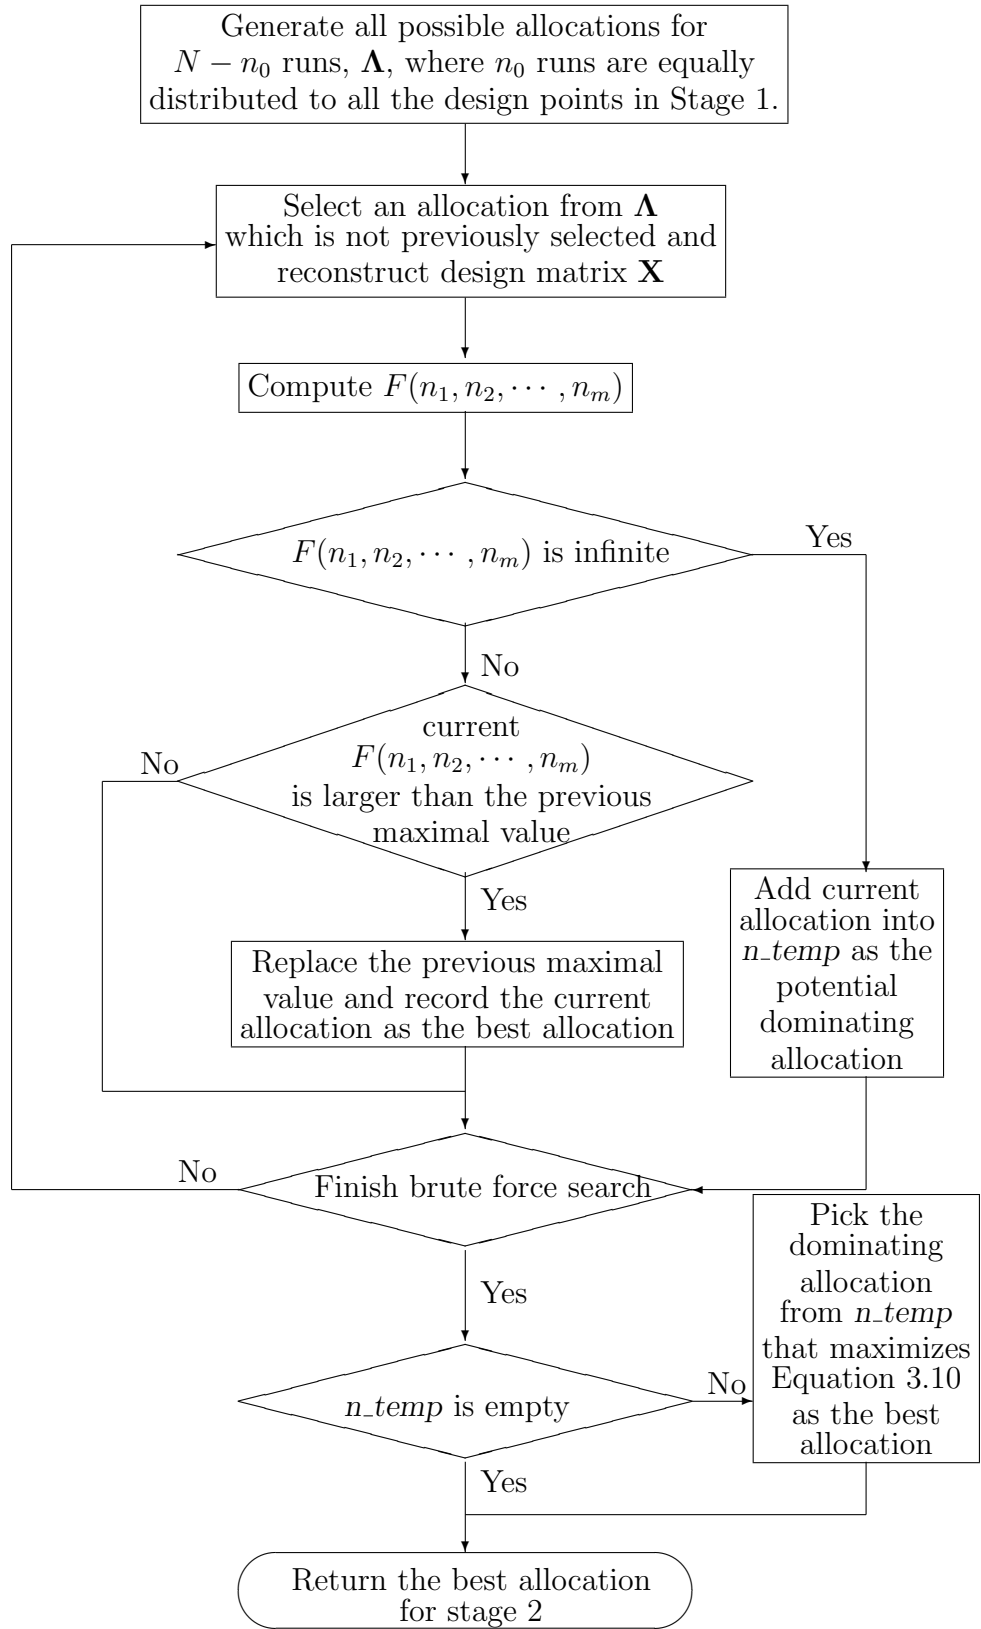 Generate all possible allocations for
N − n₀ runs, Λ, where n₀ runs are equally
distributed to all the design points in Stage 1.
Select an allocation from Λ
which is not previously selected and
reconstruct design matrix X
Compute F(n₁, n₂, ⋯ , nₘ)
F(n₁, n₂, ⋯ , nₘ) is infinite
Yes
No
current
F(n₁, n₂, ⋯ , nₘ)
is larger than the previous
maximal value
No
Yes
Add current
allocation into
n_temp as the
potential
dominating
allocation
Replace the previous maximal
value and record the current
allocation as the best allocation
Finish brute force search
No
Yes
n_temp is empty
No
Pick the
dominating
allocation
from n_temp
that maximizes
Equation 3.10
as the best
allocation
Yes
Return the best allocation
for stage 2